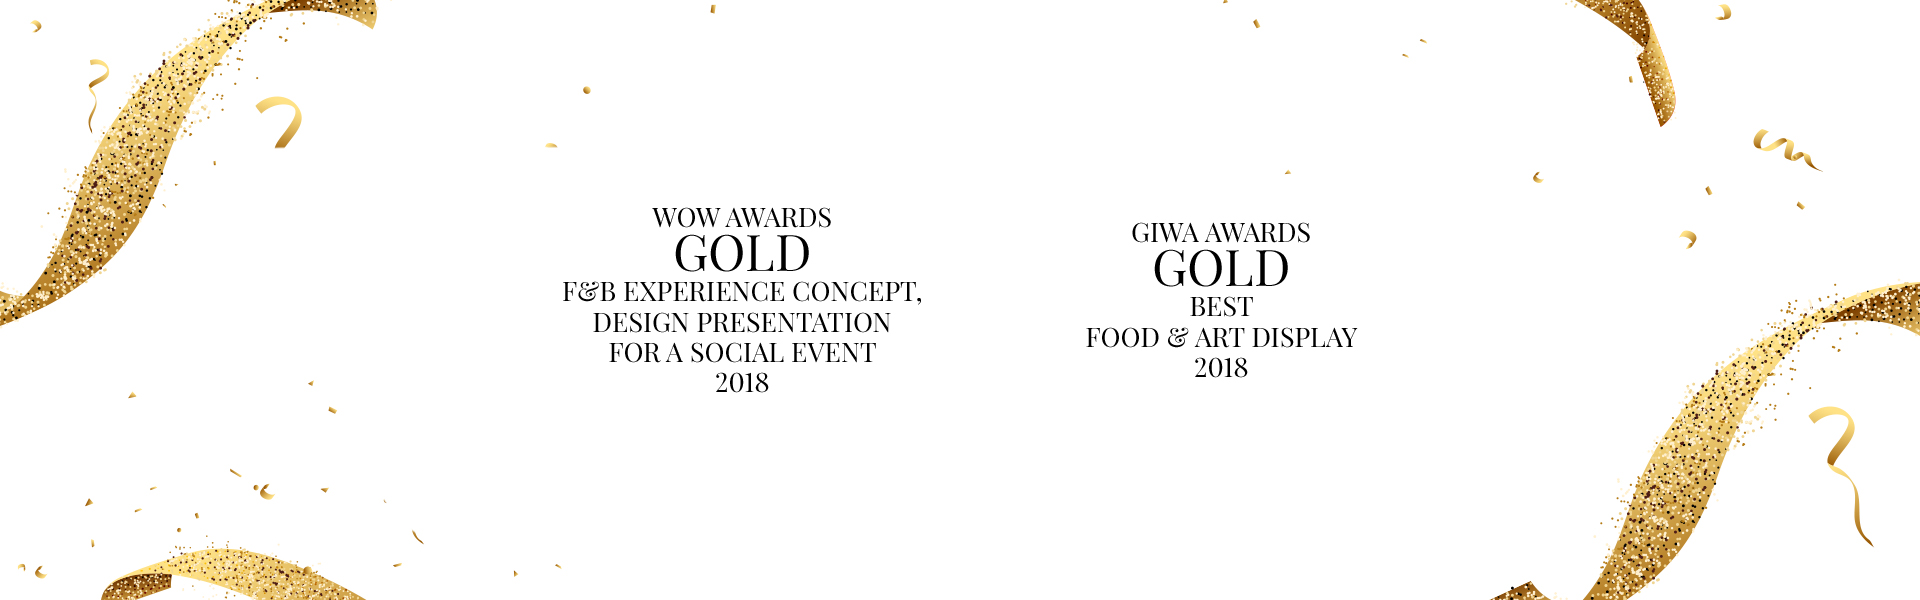 WOW AWARDS
GOLD
F&B EXPERIENCE CONCEPT,
DESIGN PRESENTATION
FOR A SOCIAL EVENT
2018
GIWA AWARDS
GOLD
BEST
FOOD & ART DISPLAY
2018